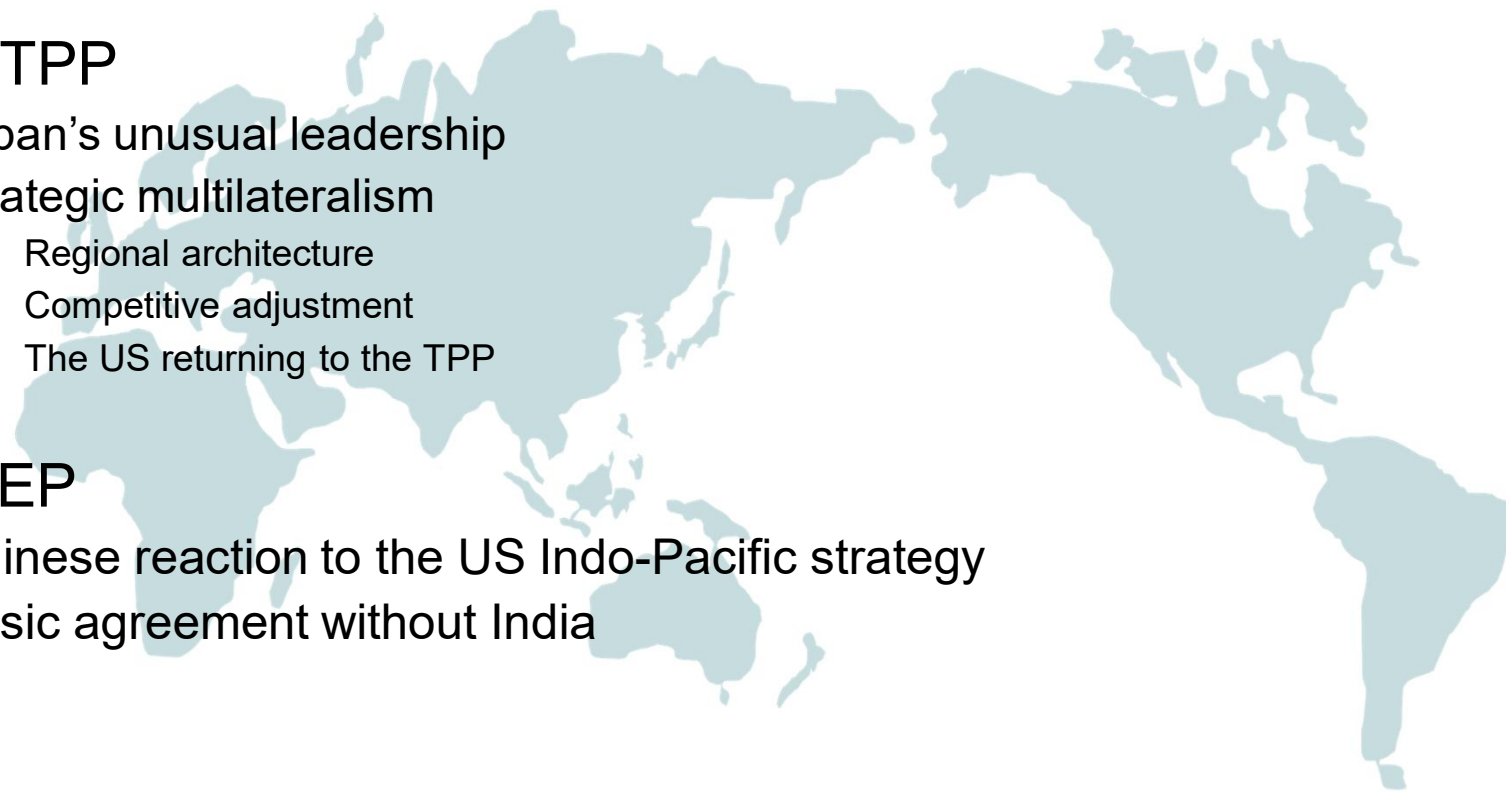 TPP
pan's unusual leadership
ategic multilateralism
Regional architecture
Competitive adjustment
The US returning to the TPP
EP
inese reaction to the US Indo-Pacific strategy
sic agreement without India